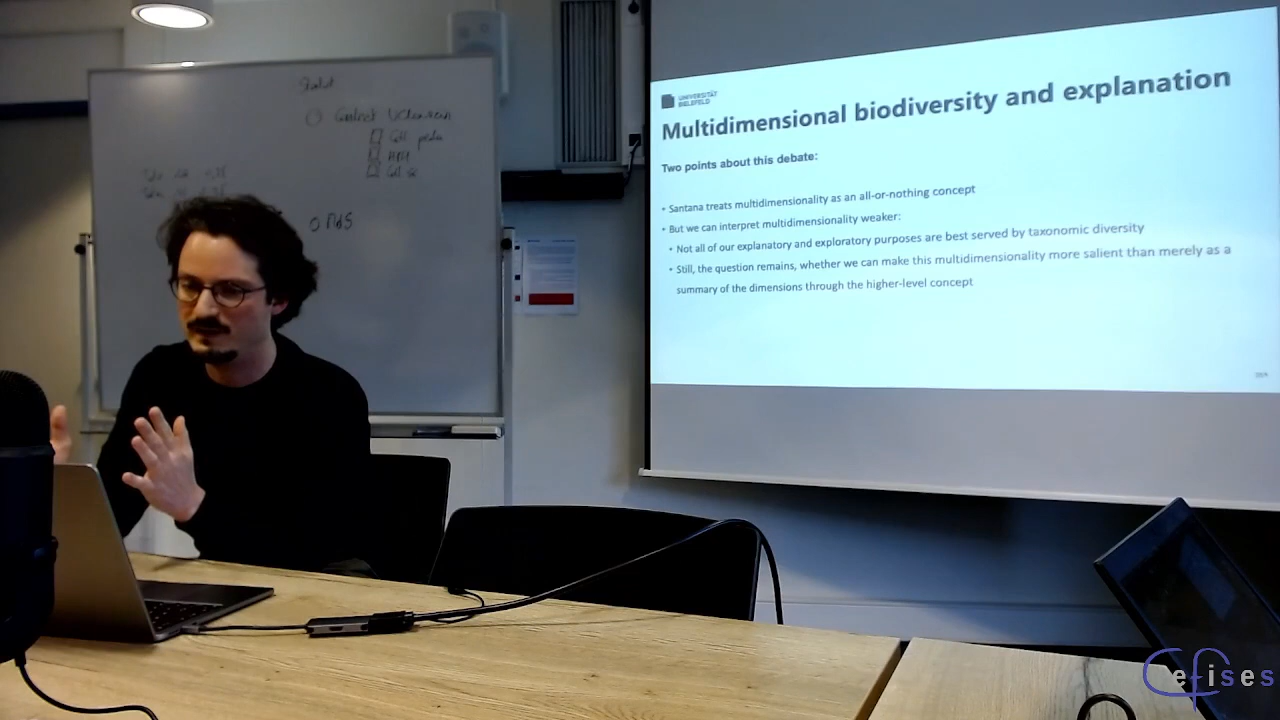 UNIVERSITÄT
BIELEFELD
Multidimensional biodiversity and explanation
Two points about this debate:
• Santana treats multidimensionality as an all-or-nothing concept
• But we can interpret multidimensionality weaker:
• Not all of our explanatory and exploratory purposes are best served by taxonomic diversity
• Still, the question remains, whether we can make this multidimensionality more salient than merely as a
summary of the dimensions through the higher-level concept
Cefises